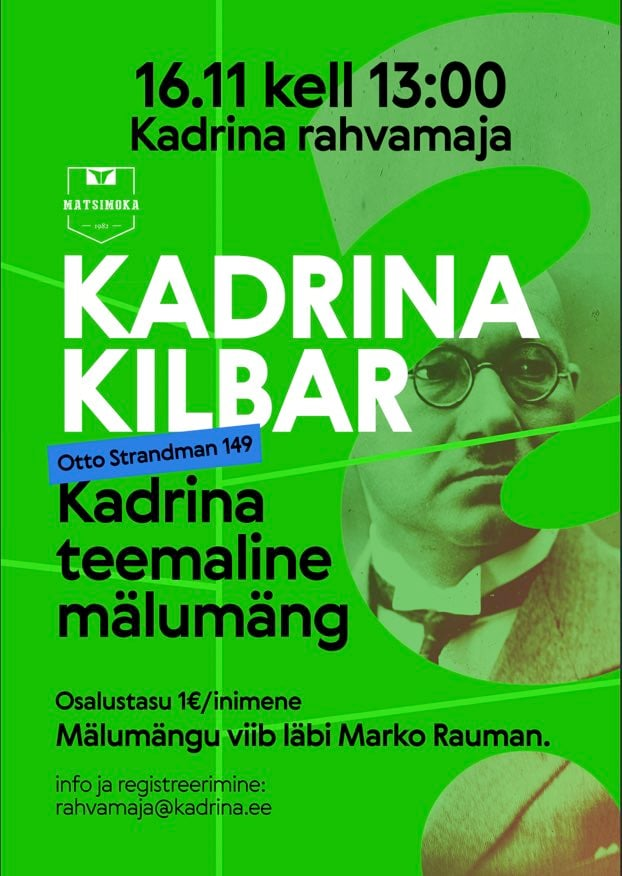 16.11 kell 13:00
Kadrina rahvamaja
MATSIMOKA
1982
KADRINA
KILBAR
Otto Strandman 149
Kadrina
teemaline
mälumäng
Osalustasu 1€/inimene
Mälumängu viib läbi Marko Rauman.
info ja registreerimine:
rahvamaja@kadrina.ee